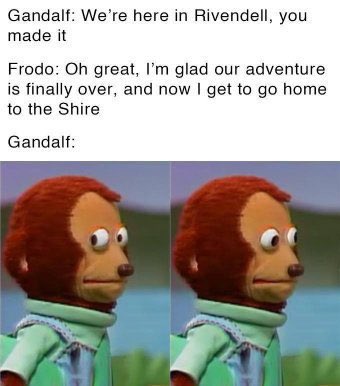 Gandalf: We’re here in Rivendell, you
made it
Frodo: Oh great, I’m glad our adventure
is finally over, and now I get to go home
to the Shire
Gandalf: